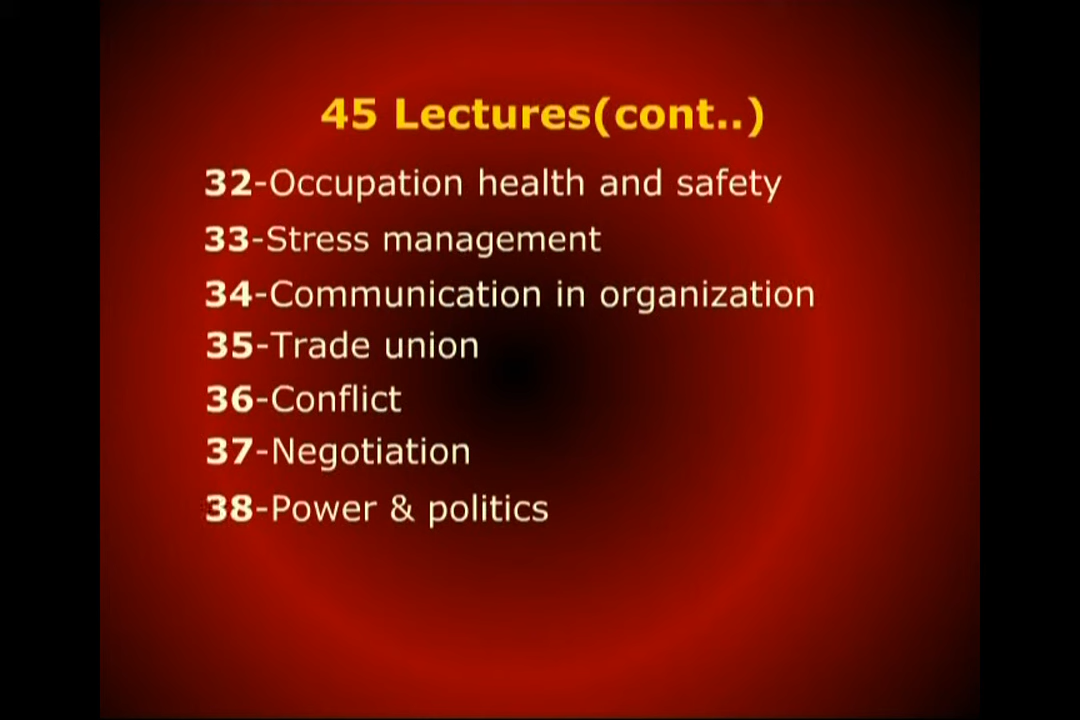 45 Lectures(cont..)
32-Occupation health and safety
33-Stress management
34-Communication in organization
35-Trade union
36-Conflict
37-Negotiation
38-Power & politics